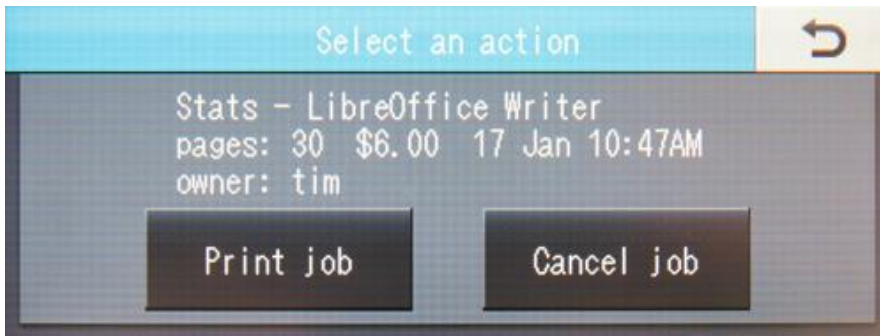 Select an action
Stats - LibreOffice Writer
pages: 30 $6.00 17 Jan 10:47AM
owner: tim
Print job
Cancel job